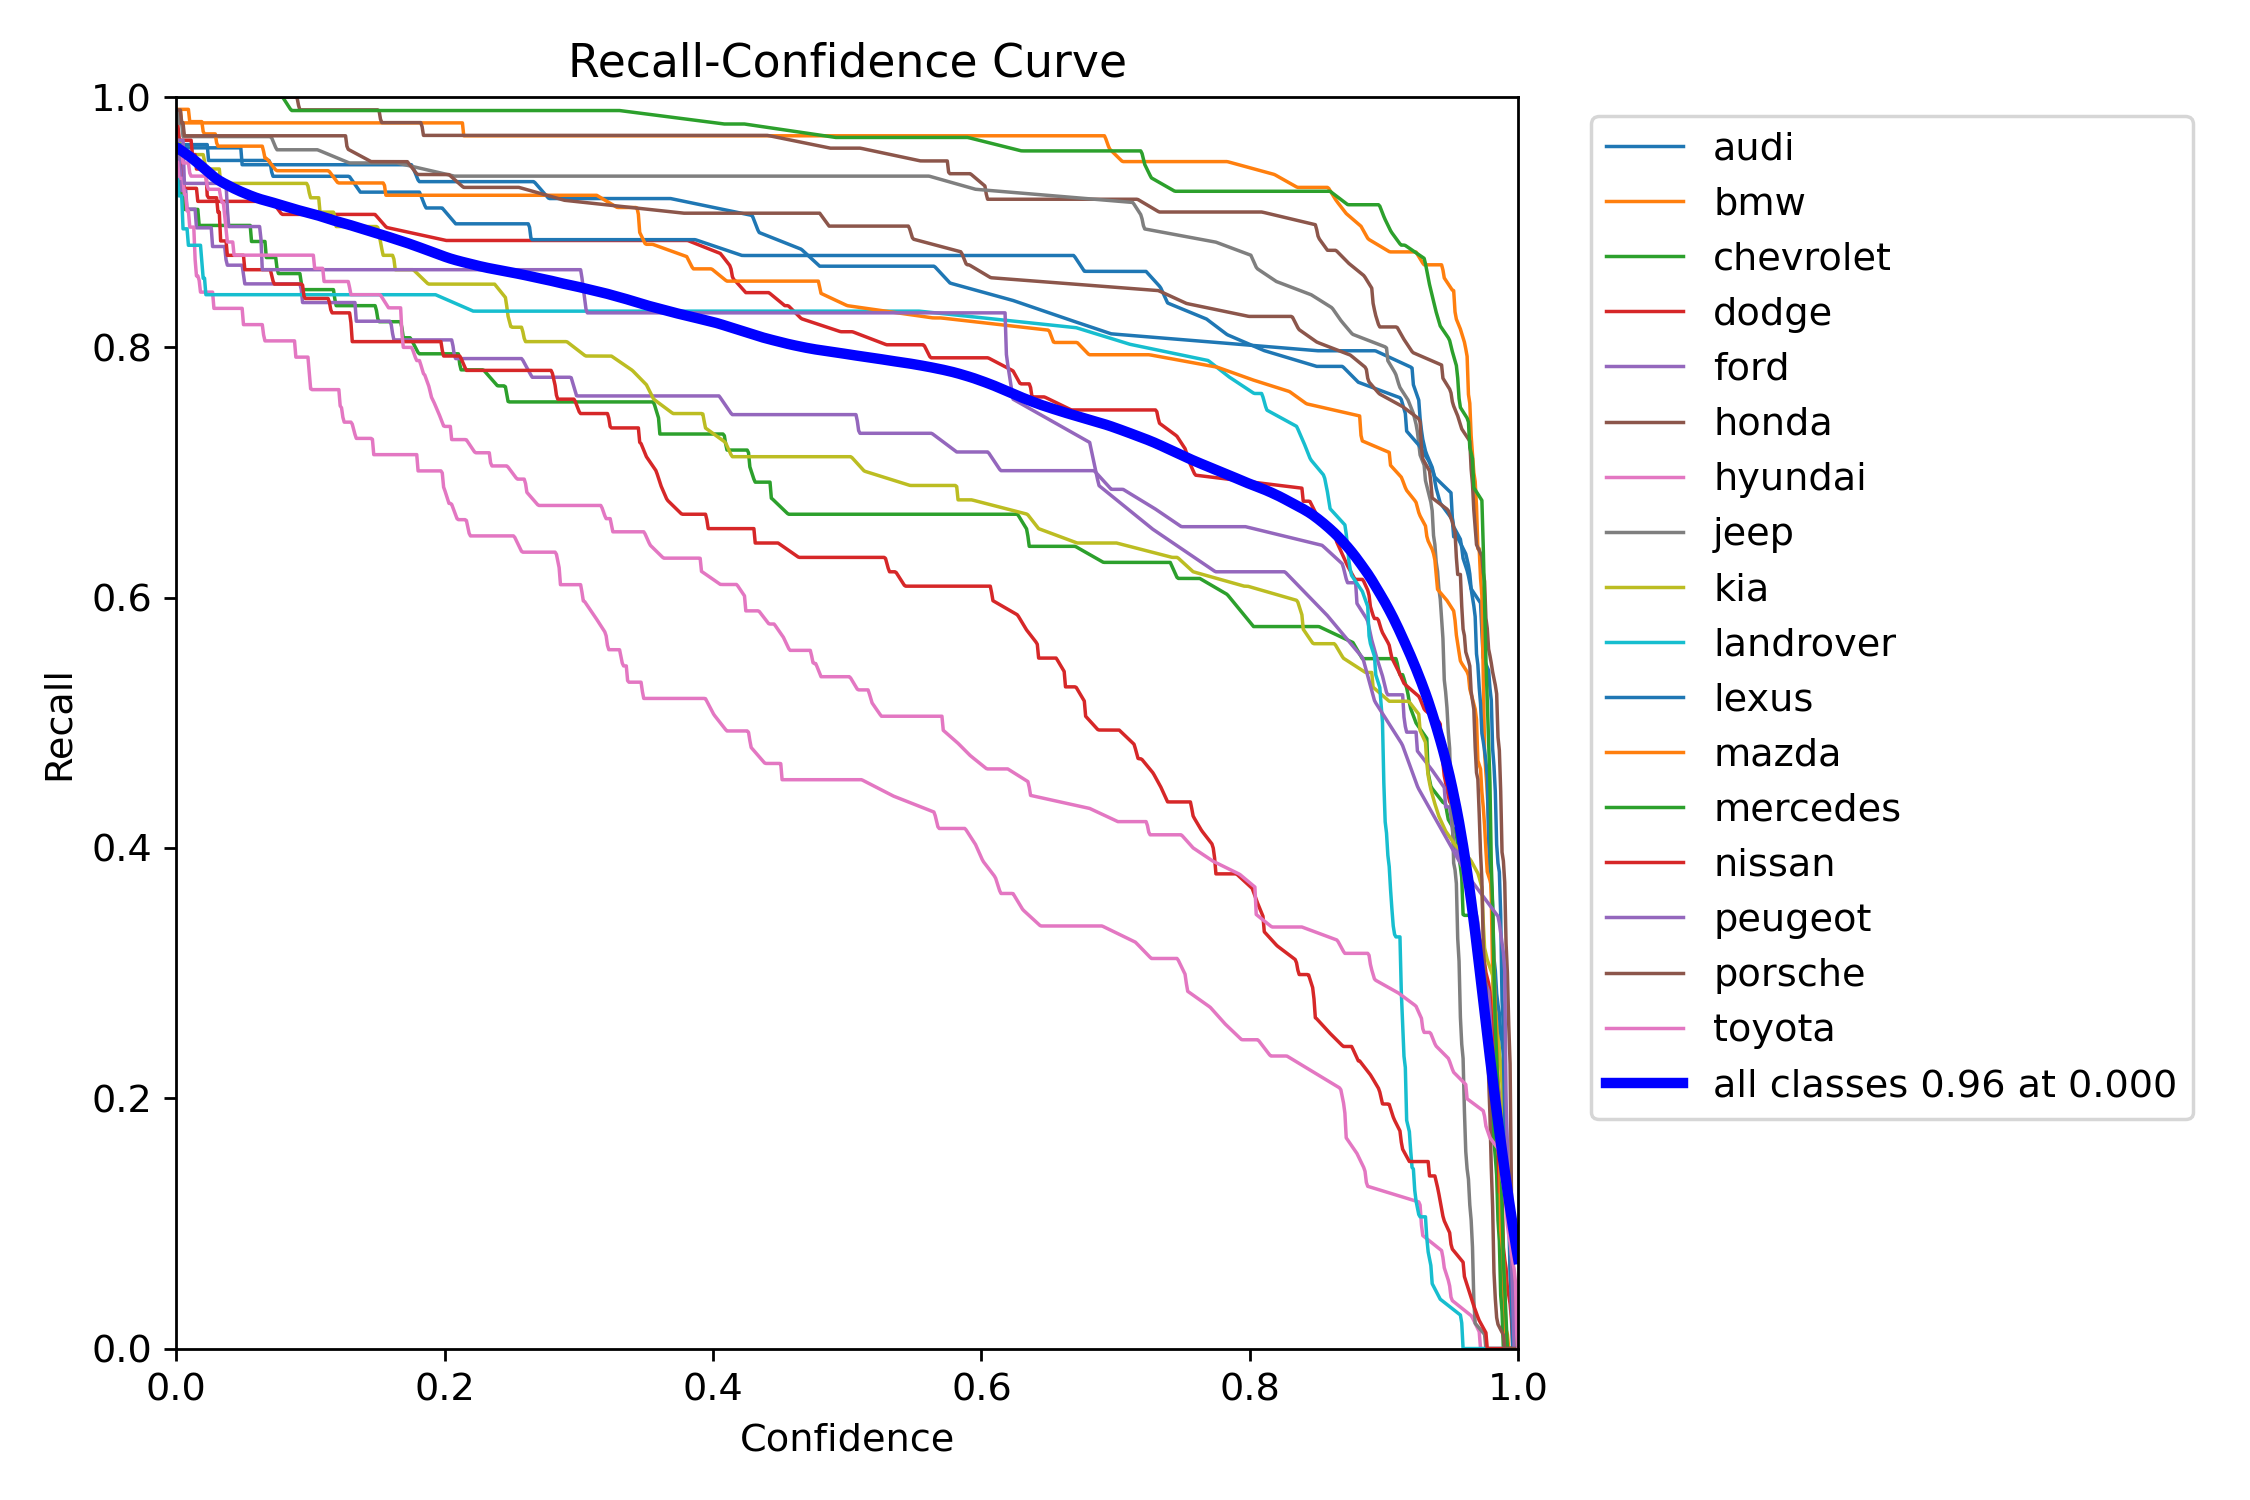 Recall-Confidence Curve
1.0
0.8
0.6
0.4
0.2
0.0
Recall
0.0 0.2 0.4 0.6 0.8 1.0
Confidence
audi
bmw
chevrolet
dodge
ford
honda
hyundai
jeep
kia
landrover
lexus
mazda
mercedes
nissan
peugeot
porsche
toyota
all classes 0.96 at 0.000